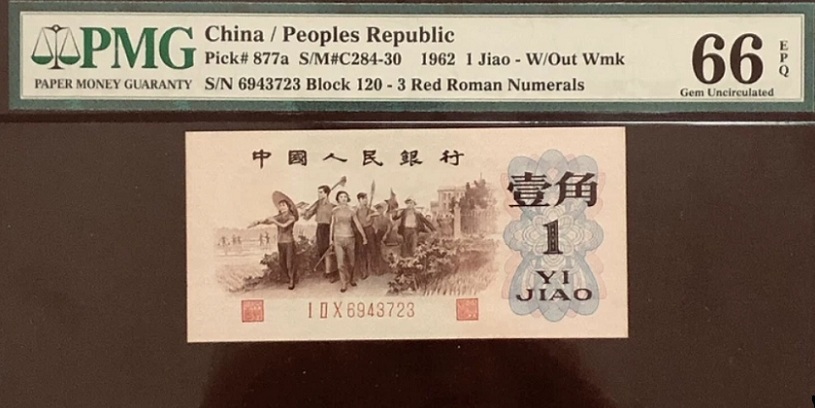 PMG
PAPER MONEY GUARANTY
China / Peoples Republic
Pick# 877a S/M#C284-30 1962 1 Jiao - W/Out Wmk
S/N 6943723 Block 120 - 3 Red Roman Numerals
66 EPQ
Gem Uncirculated
中國人民銀行
壹角
1
YI
JIAO
I II X 6943723